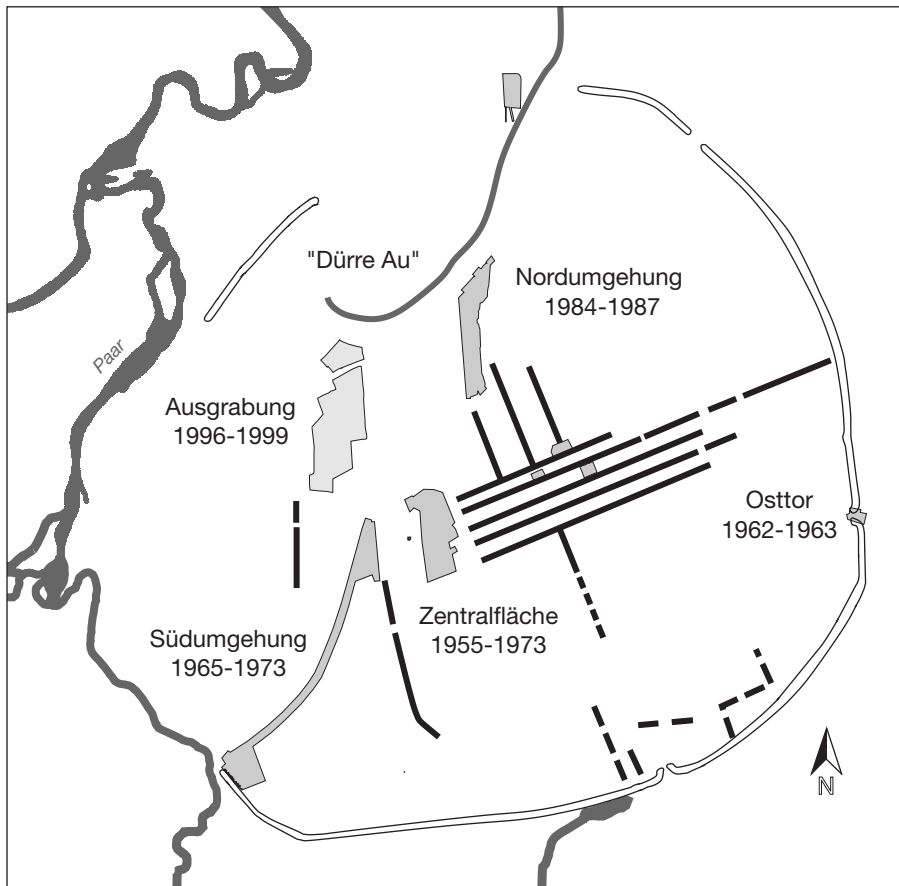 "Dürre Au"
Nordumgehung
1984-1987
Paar
Ausgrabung
1996-1999
Osttor
1962-1963
Südumgehung
1965-1973
Zentralfläche
1955-1973
N